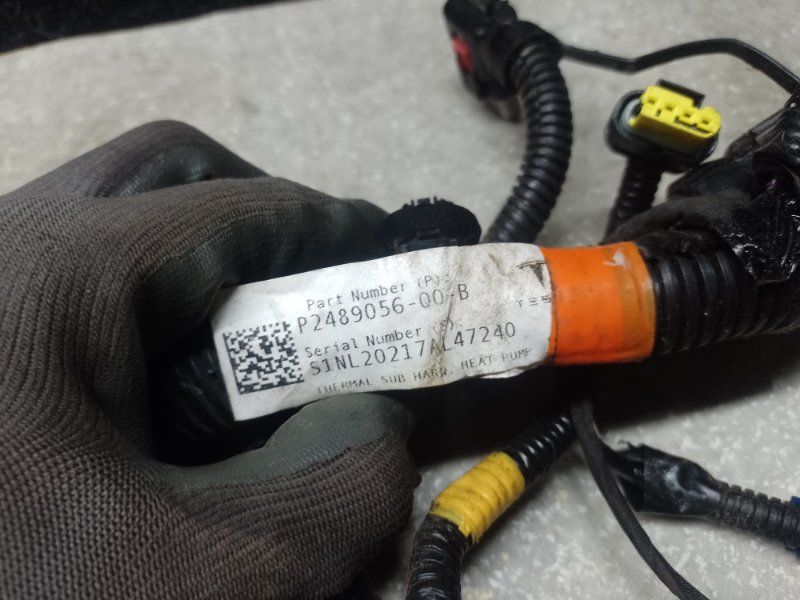 Part Number (P):
P2489056-00-B
Serial Number (S):
S1NL20217AL47240
THERMAL SUB HARN, HEAT PUMP